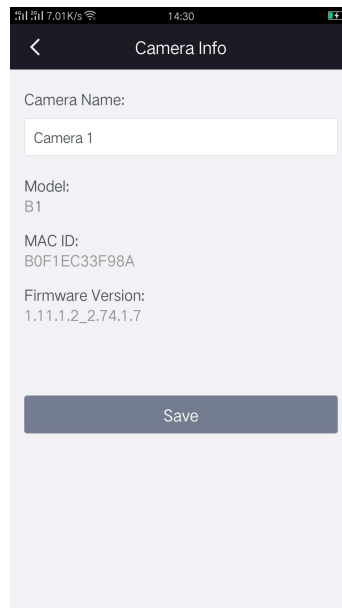 4G 2G 7.01K/s 14:30
Camera Info
Camera Name:
Camera 1
Model:
B1
MAC ID:
B0F1EC33F98A
Firmware Version:
1.11.1.2_2.74.1.7
Save